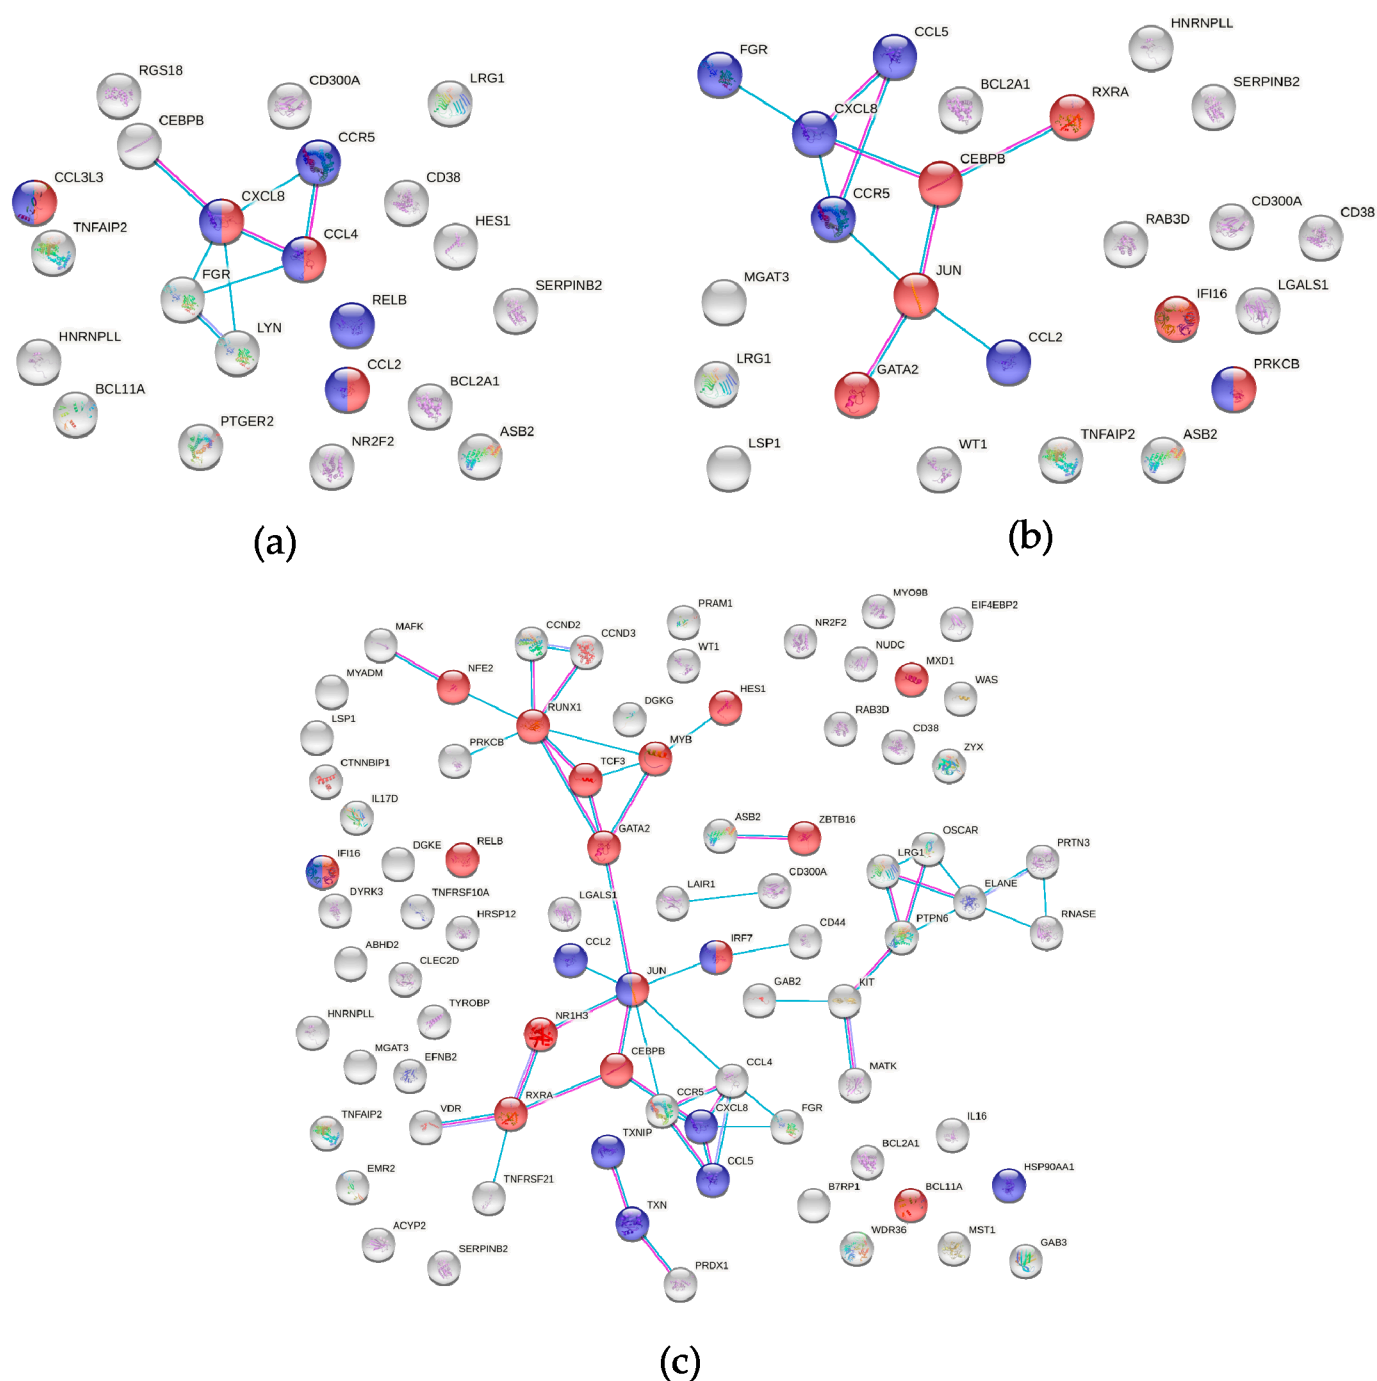 RGS18
CD300A
LRG1
CEBPB
CCR5
CCL3L3
CD38
CXCL8
TNFAIP2
CCL4
HES1
FGR
SERPINB2
RELB
LYN
HNRNPLL
CCL2
BCL11A
BCL2A1
PTGER2
NR2F2
ASB2
(a)
HNRNPLL
CCL5
FGR
BCL2A1
RXRA
SERPINB2
CXCL8
CEBPB
CCR5
RAB3D
CD300A
CD38
JUN
MGAT3
IFI16
LGALS1
LRG1
GATA2
CCL2
PRKCB
LSP1
WT1
TNFAIP2
ASB2
(b)
MAFK
CCND2
CCND3
PRAM1
WT1
NFE2
MYADM
LSP1
RUNX1
DGKG
HES1
PRKCB
MYB
TCF3
CTNNBIP1
IL17D
GATA2
MYO9B
EIF4EBP2
NR2F2
NUDC
MXD1
WAS
RAB3D
CD38
ZYX
ASB2
ZBTB16
IFI16
DGKE
RELB
DYRK3
TNFRSF10A
HRSP12
LGALS1
LAIR1
CD300A
OSCAR
LRG1
PRTN3
ELANE
PTPN6
RNASE
ABHD2
CLEC2D
CCL2
IRF7
CD44
JUN
GAB2
KIT
TYROBP
NR1H3
HNRNPLL
MGAT3
EFNB2
CEBPB
CCL4
MATK
RXRA
CCR5
CXCL8
FGR
VDR
TNFAIP2
TXNIP
CCL5
IL16
BCL2A1
EMR2
TNFRSF21
HSP90AA1
B7RP1
BCL11A
TXN
ACYP2
WDR36
MST1
GAB3
SERPINB2
PRDX1
(c)